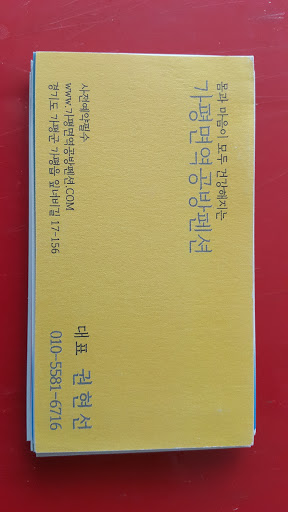 몸과 마음이 모두 건강해지는
가평면역공방펜션
사전예약필수
www.가평면역공방펜션.COM
경기도 가평군 가평읍 앞내비길 17-156
대표 권현선
010-5581-6716